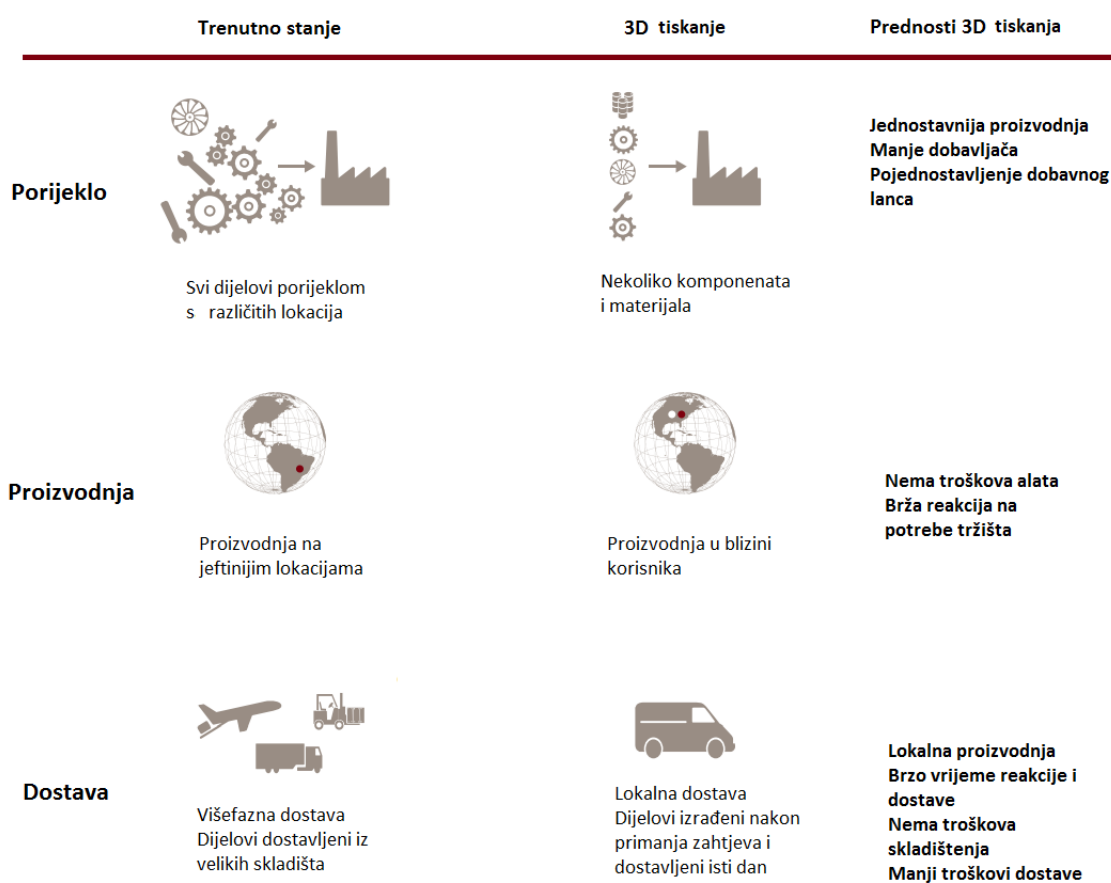 Trenutno stanje
3D tiskanje
Prednosti 3D tiskanja
Porijeklo
Svi dijelovi porijeklom
s različitih lokacija
Nekoliko komponenata
i materijala
Jednostavnija proizvodnja
Manje dobavljača
Pojednostavljenje dobavnog
lanca
Proizvodnja
Proizvodnja na
jeftinijim lokacijama
Proizvodnja u blizini
korisnika
Nema troškova alata
Brža reakcija na
potrebe tržišta
Dostava
Višefazna dostava
Dijelovi dostavljeni iz
velikih skladišta
Lokalna dostava
Dijelovi izrađeni nakon
primanja zahtjeva i
dostavljeni isti dan
Lokalna proizvodnja
Brzo vrijeme reakcije i
dostave
Nema troškova
skladištenja
Manji troškovi dostave